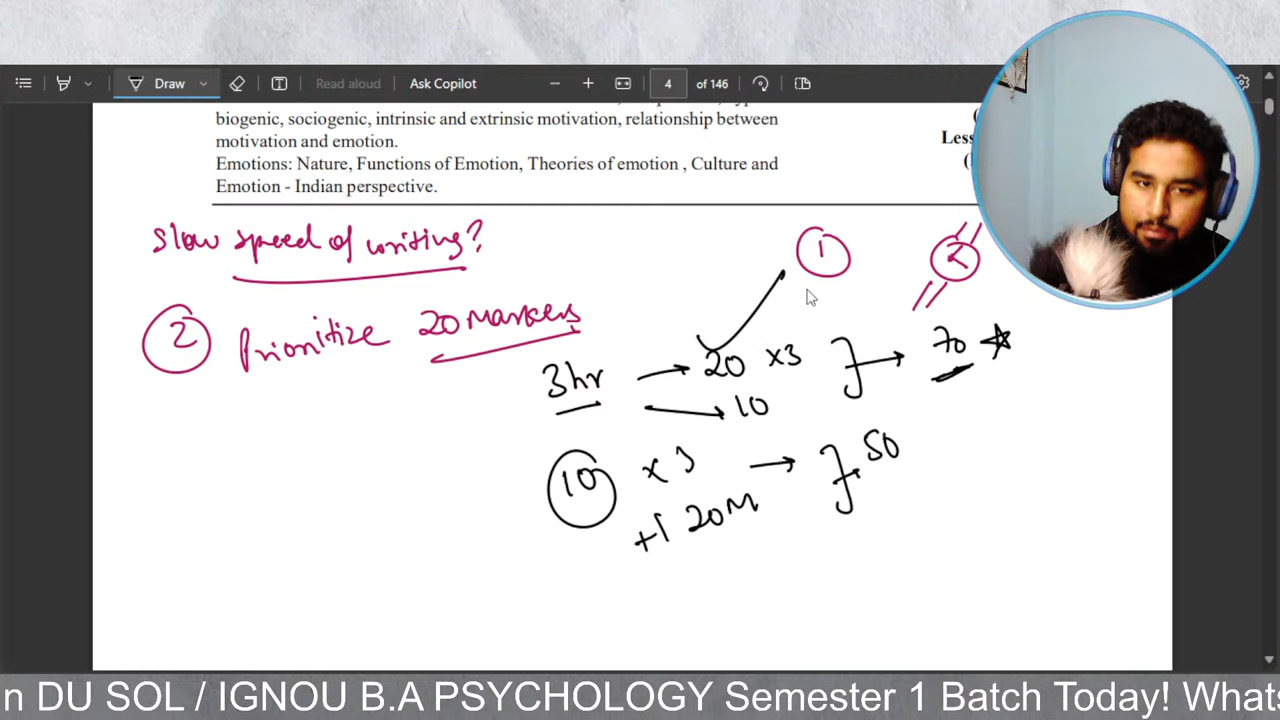 Draw
Read aloud
Ask Copilot
4 of 146
biogenic, sociogenic, intrinsic and extrinsic motivation, relationship between
motivation and emotion.
Emotions: Nature, Functions of Emotion, Theories of emotion , Culture and
Emotion - Indian perspective.
Less
slow speed of writing?
1
2
2 Prioritize 20 Markers
3hr → 20 x3 → 70
→ 10
10 x 3 → 50
+1 20M
n DU SOL / IGNOU B.A PSYCHOLOGY Semester 1 Batch Today! Whats